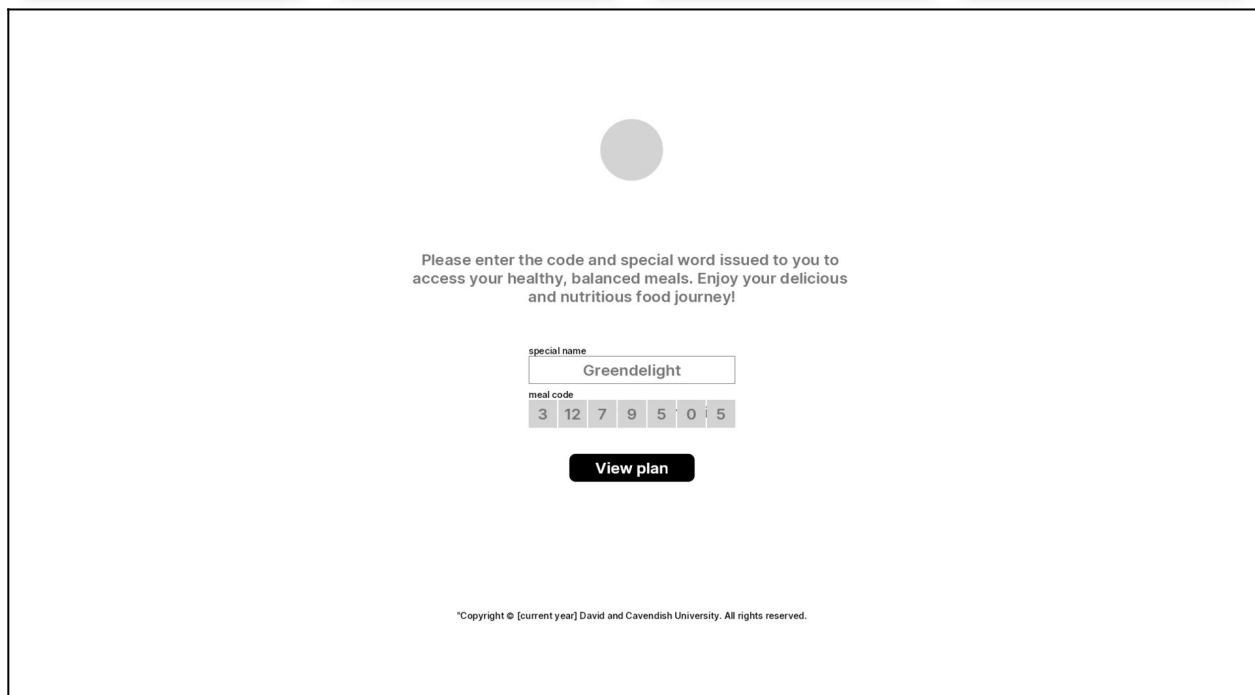 Please enter the code and special word issued to you to
access your healthy, balanced meals. Enjoy your delicious
and nutritious food journey!
special name
Greendelight
meal code
3 12 7 9 5 0 5
View plan
"Copyright © [current year] David and Cavendish University. All rights reserved.